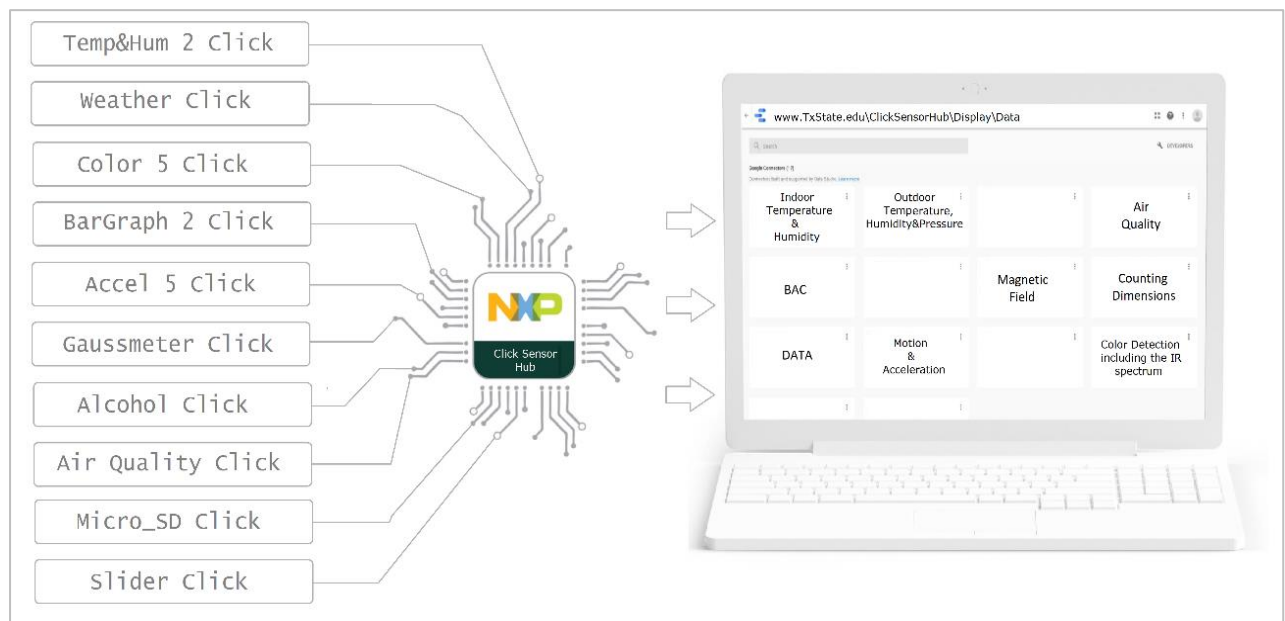 Temp&Hum 2 Click
Weather Click
Color 5 Click
BarGraph 2 Click
Accel 5 Click
Gaussmeter Click
Alcohol Click
Air Quality Click
Micro_SD Click
Slider Click
NXP
Click Sensor
Hub
www.TxState.edu\ClickSensorHub\Display\Data
Search
Indoor
Temperature
&
Humidity
Outdoor
Temperature,
Humidity&Pressure
Air
Quality
BAC
Magnetic
Field
Counting
Dimensions
DATA
Motion
&
Acceleration
Color Detection
including the IR
spectrum